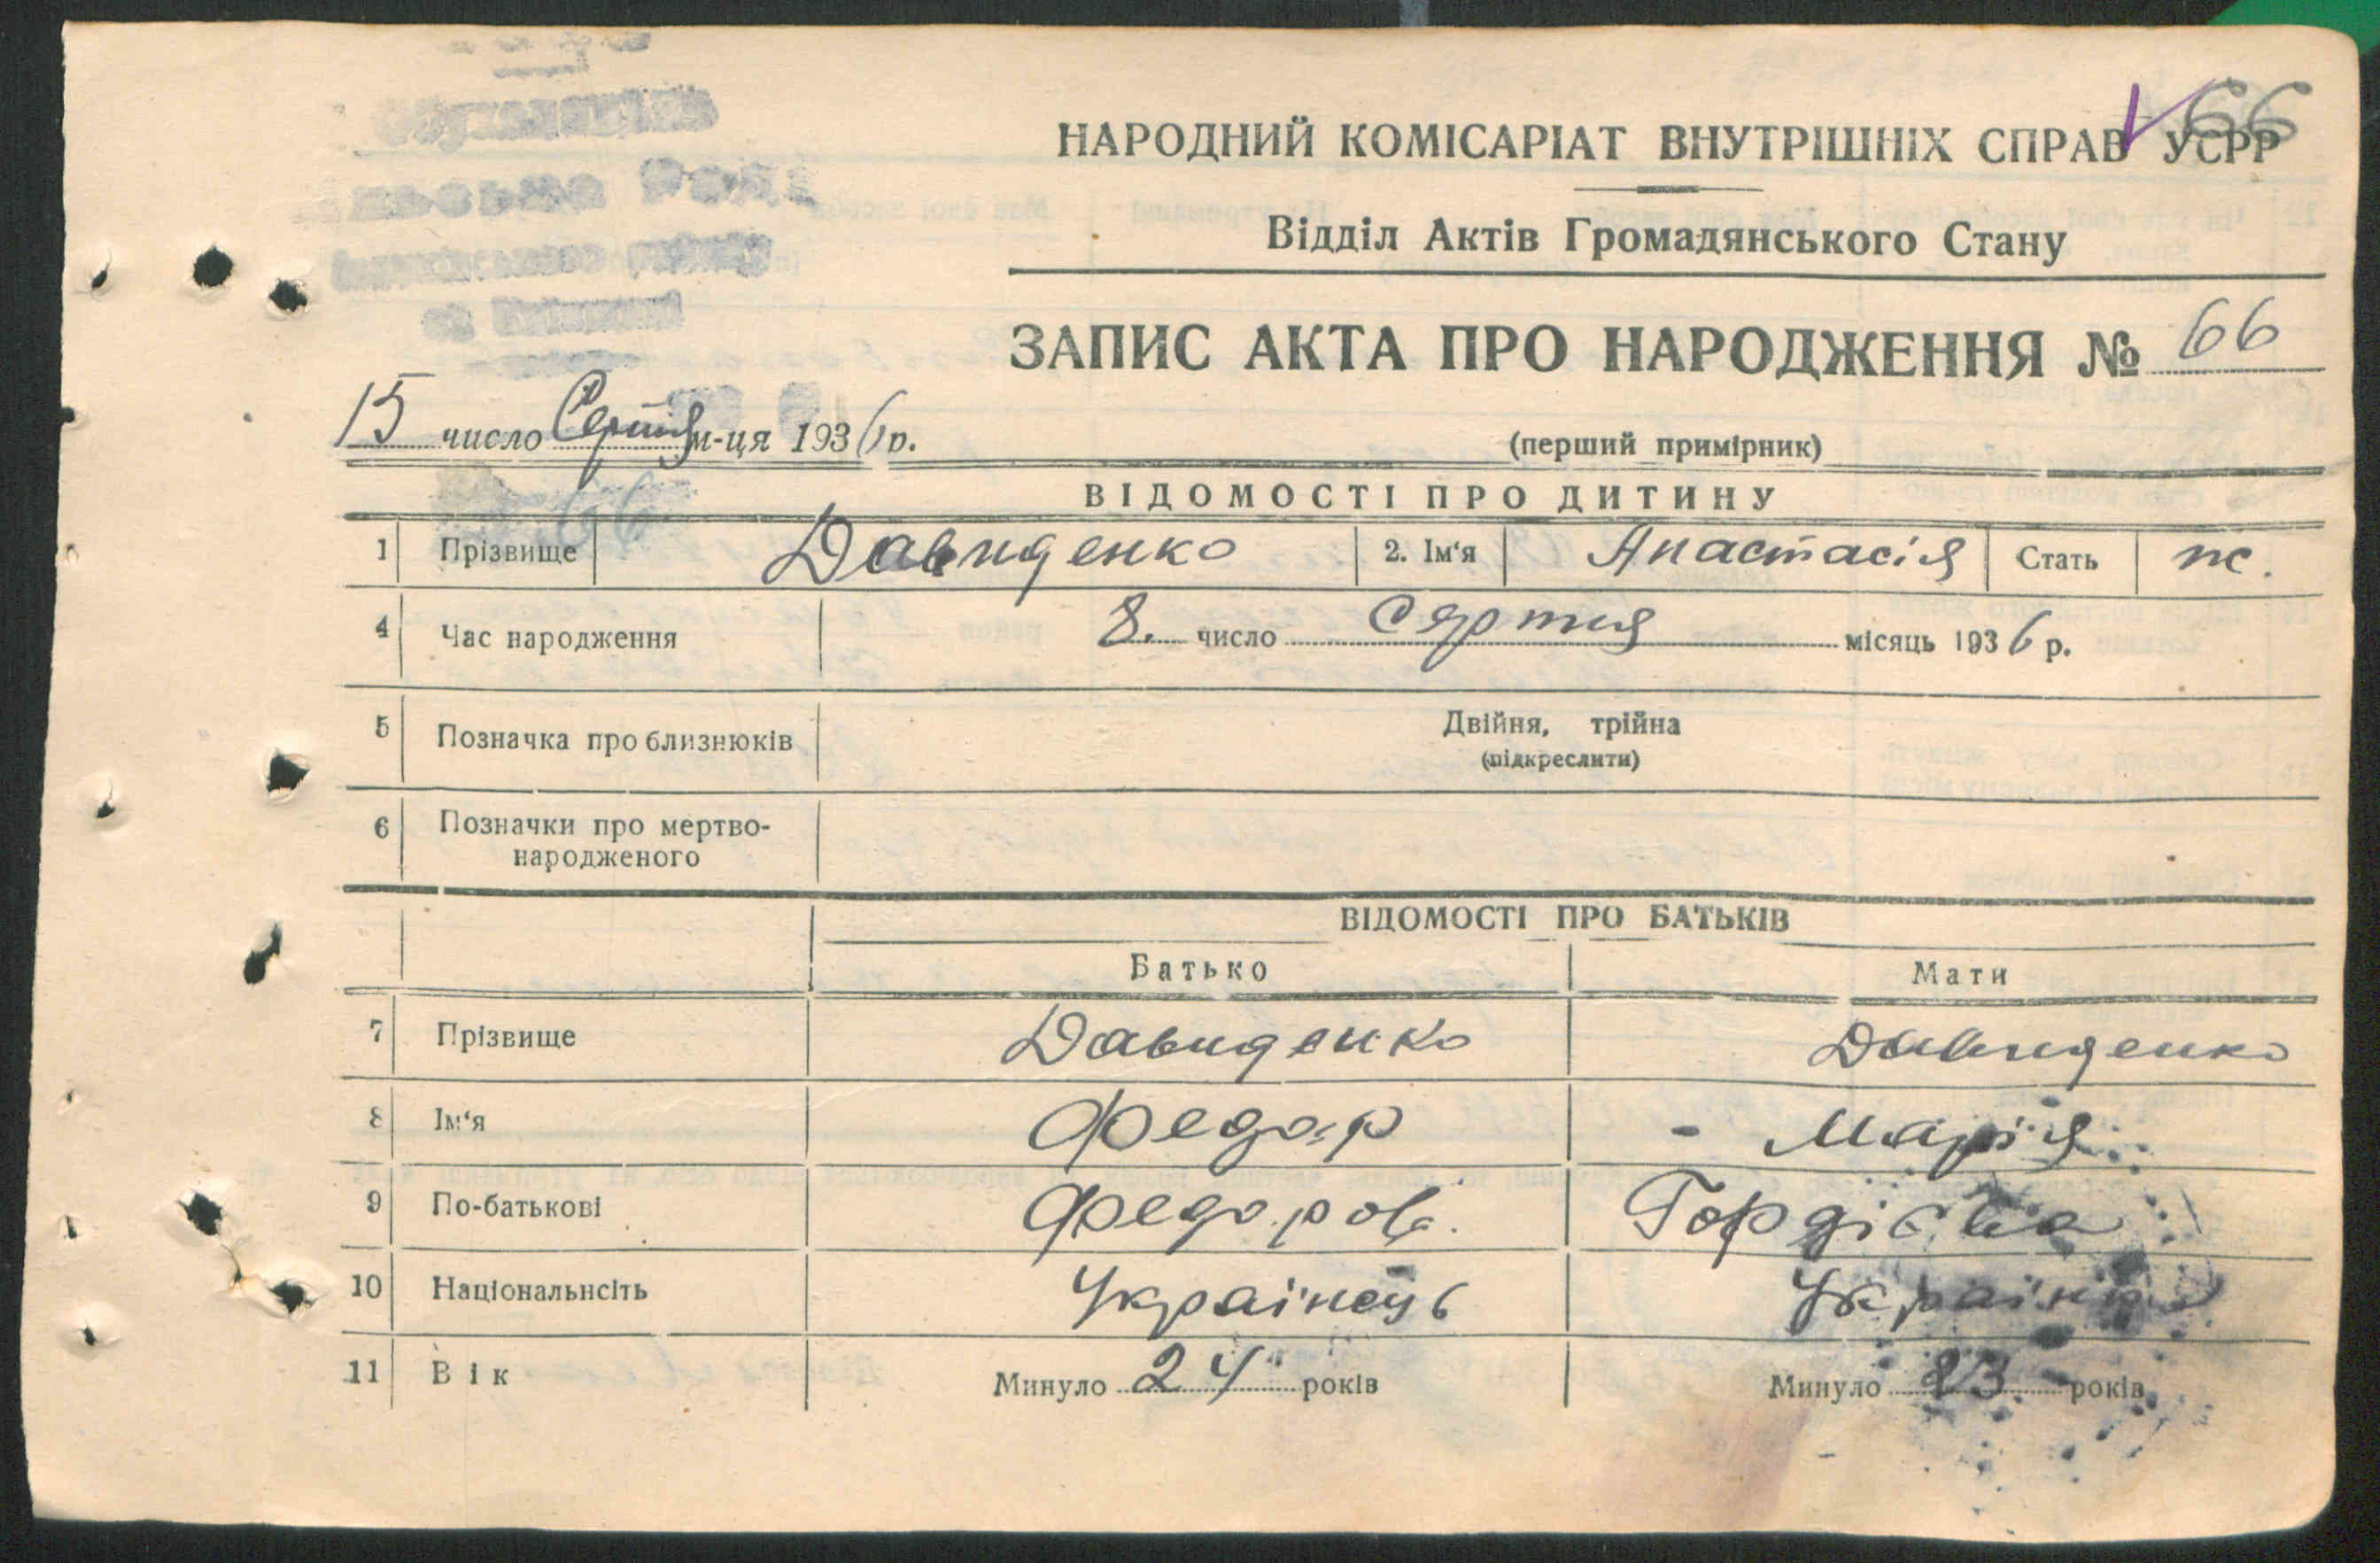 66
НАРОДНИЙ КОМІСАРІАТ ВНУТРІШНІХ СПРАВ УСРР
Відділ Актів Громадянського Стану
ЗАПИС АКТА ПРО НАРОДЖЕННЯ № 66
15 число Серпня м-ця 1936 р.
(перший примірник)
66
ВІДОМОСТІ ПРО ДИТИНУ
1 Прізвище Давиденко 2. Ім‘я Анастасія Стать ж.
4 Час народження 8. число Серпня місяць 1936 р.
5 Позначка про близнюків Двійня, трійна
(підкреслити)
6 Позначки про мертво-
народженого
ВІДОМОСТІ ПРО БАТЬКІВ
Батько Мати
7 Прізвище Давиденко Давиденко
8 Ім‘я Федор - Марія
9 По-батькові Федоров. Гордієвна
10 Національнсіть Українець Українка
11 Вік Минуло 24 років Минуло 23 років